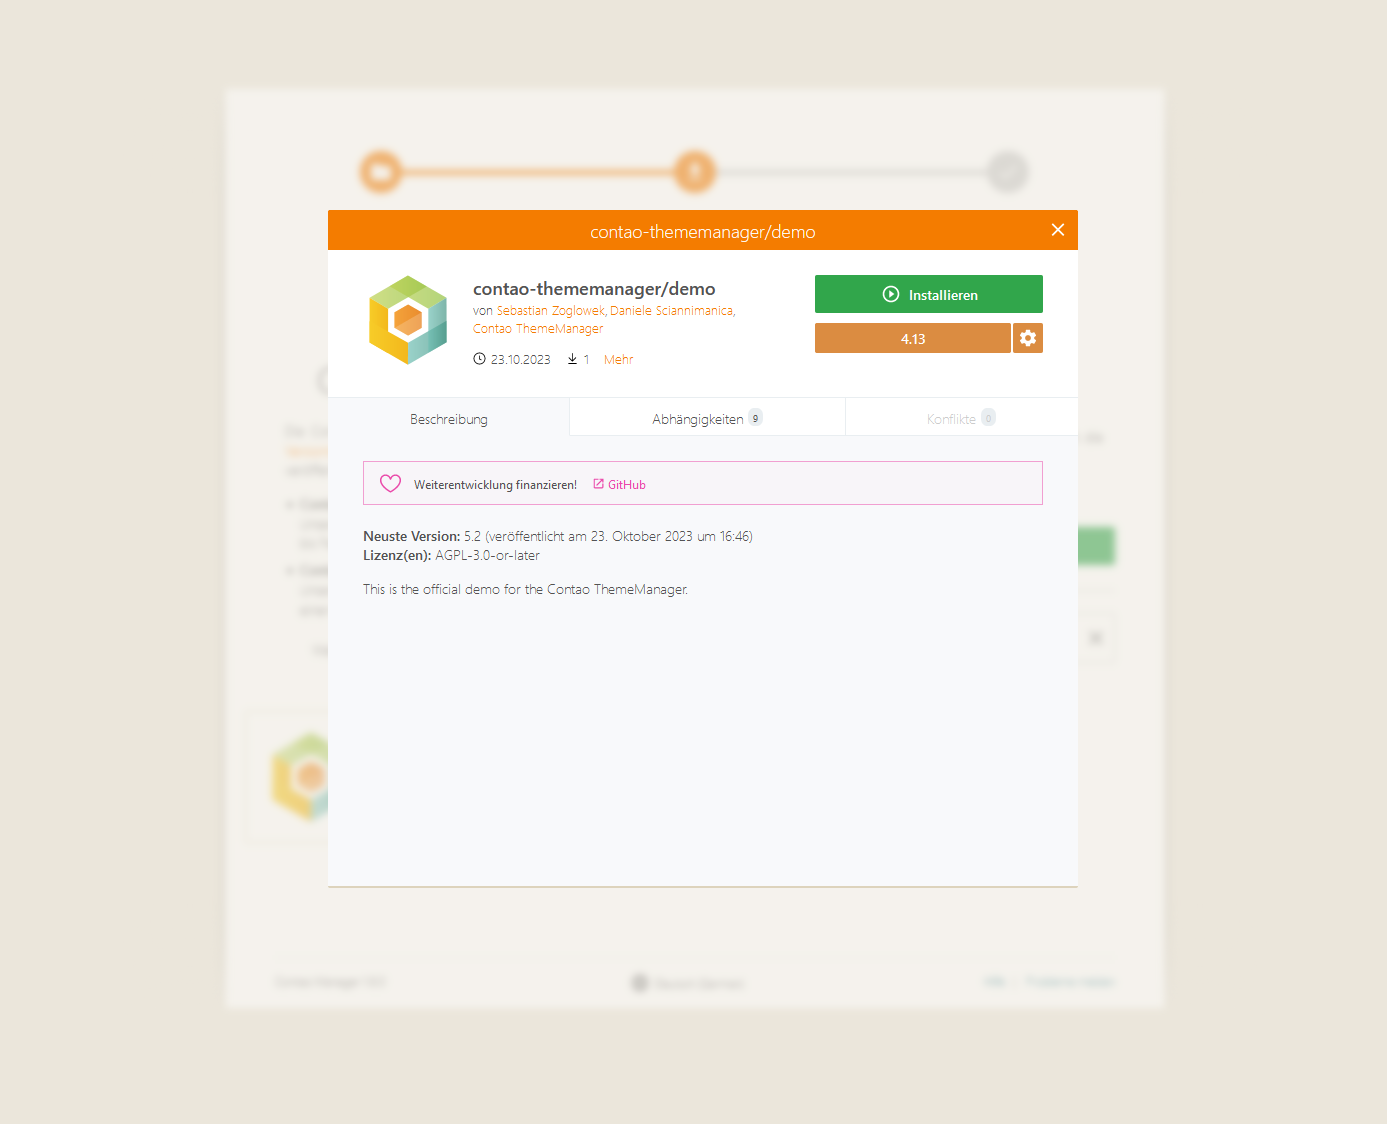 contao-thememanager/demo
contao-thememanager/demo
von Sebastian Zoglowek, Daniele Sciannimanica,
Contao ThemeManager
23.10.2023 1 Mehr
Installieren
4.13
Beschreibung Abhängigkeiten 9 Konflikte 0
Weiterentwicklung finanzieren! GitHub
Neuste Version: 5.2 (veröffentlicht am 23. Oktober 2023 um 16:46)
Lizenz(en): AGPL-3.0-or-later
This is the official demo for the Contao ThemeManager.